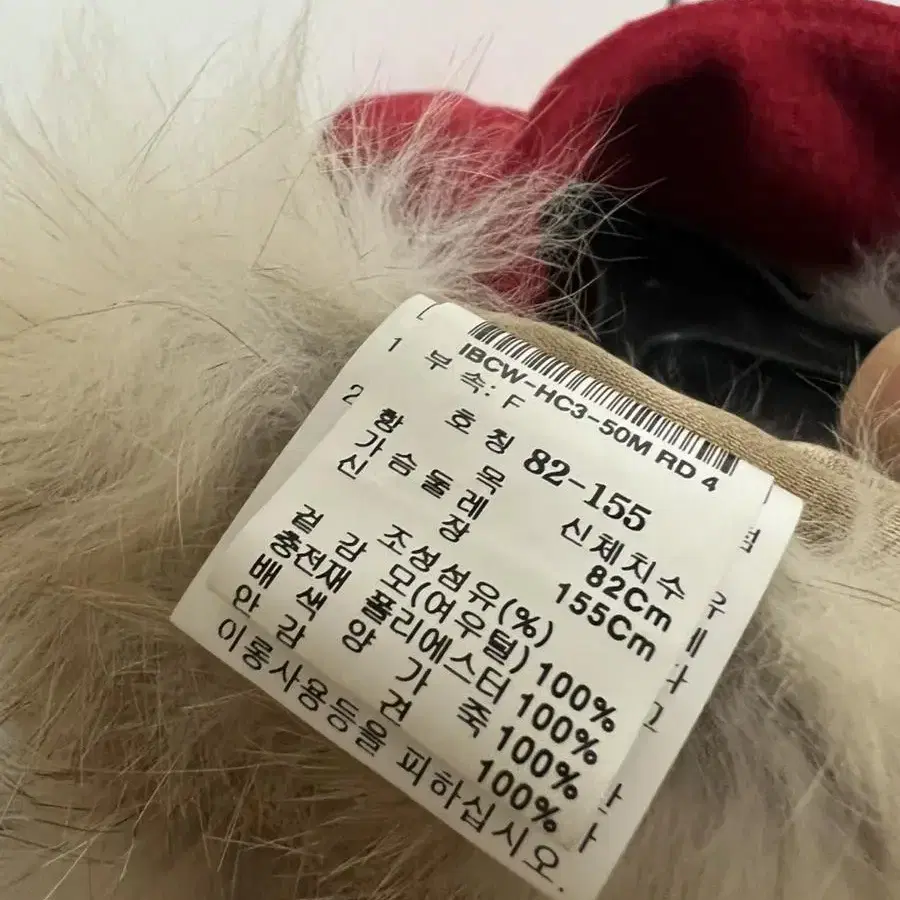 IBCW-HC3-50M RD 4
1 부 속: F
2
호 칭 82-155
항 목 신체치수
가슴둘레 82Cm
신 장 155Cm
조성섬유(%)
겉 감 모(여우털) 100%
충전재 폴리에스터 100%
배 색 양 가 죽 100%
안 감 견 100%
이롱사용등을 피하십시오.